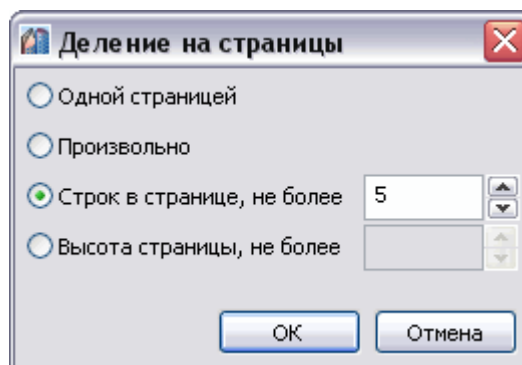 Деление на страницы
Одной страницей
Произвольно
Строк в странице, не более 5
Высота страницы, не более
ОК Отмена